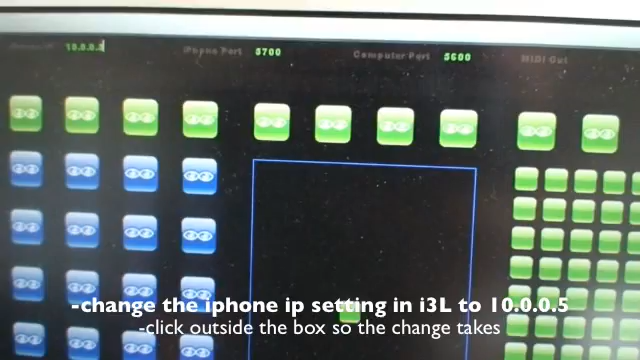 10.0.0.5 iPhone Port 5700 Computer Port 5600 MIDI Out
-change the iphone ip setting in i3L to 10.0.0.5
-click outside the box so the change takes